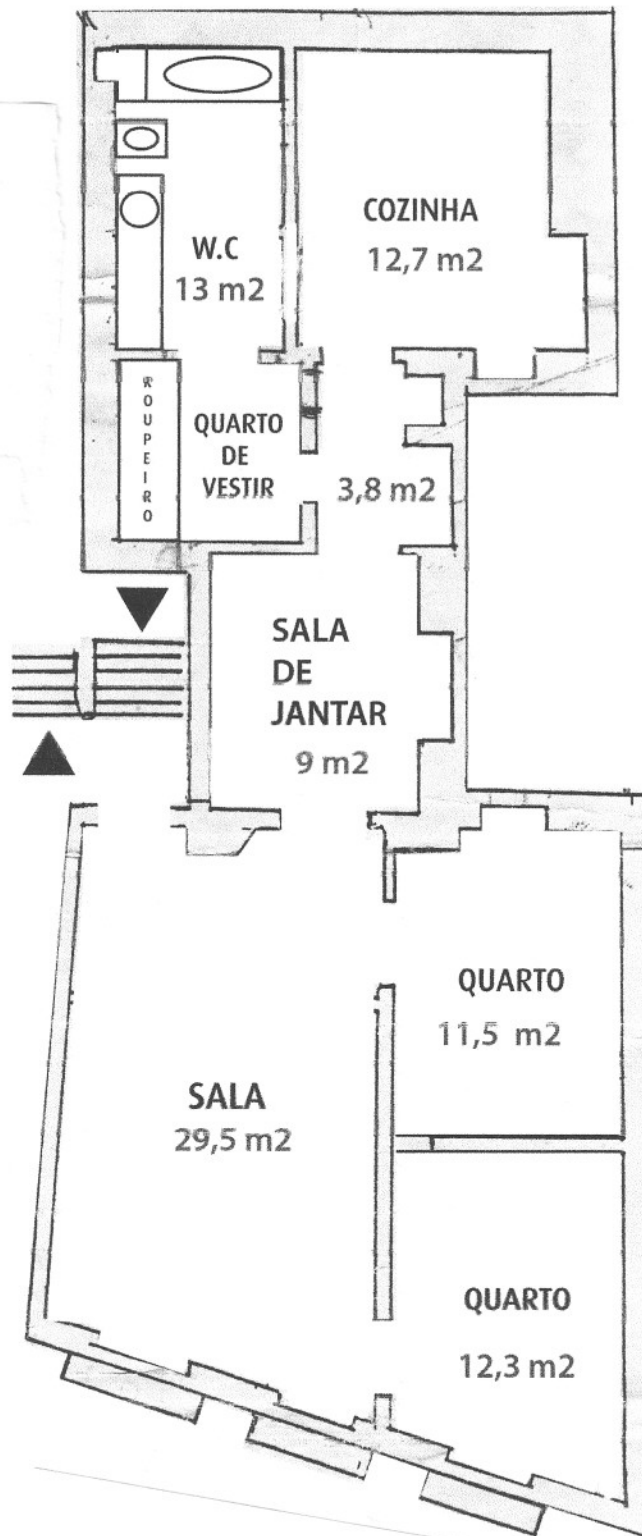 COZINHA
12,7 m2
W.C
13 m2
ROUPEIRO
QUARTO
DE
VESTIR
3,8 m2
SALA
DE
JANTAR
9 m2
QUARTO
11,5 m2
SALA
29,5 m2
QUARTO
12,3 m2